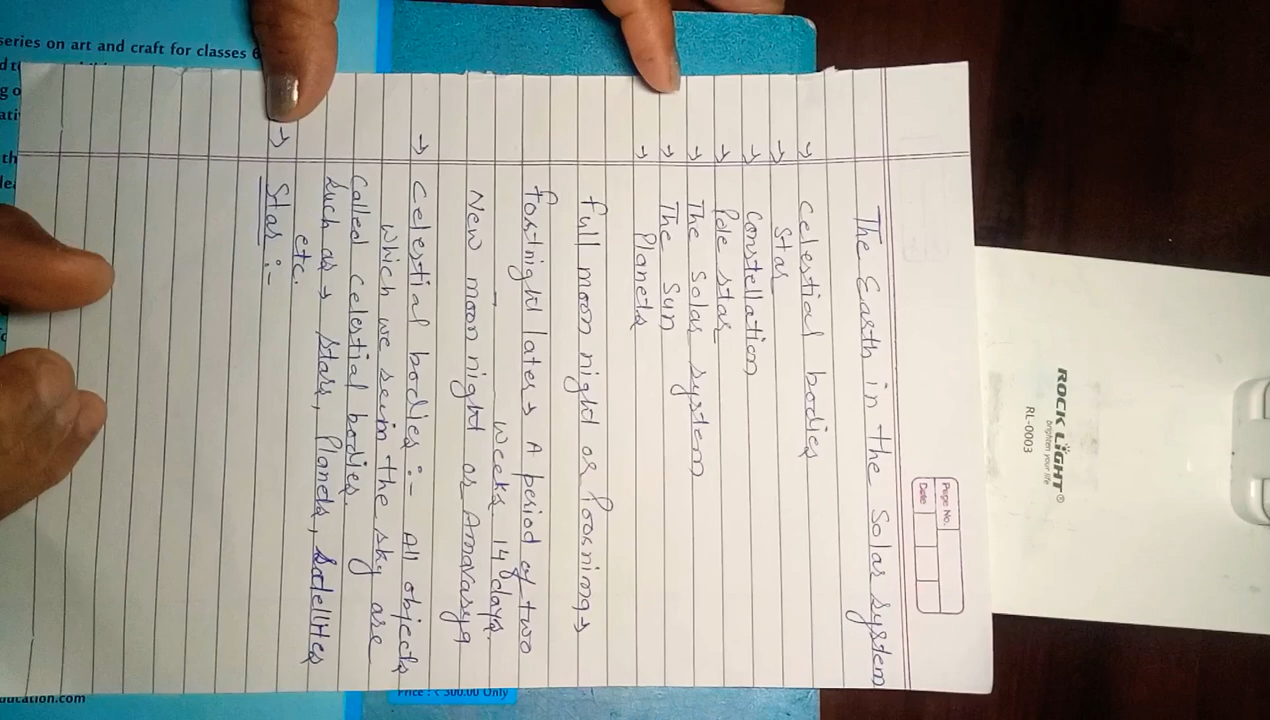 The Earth in the Solar system
Page No.
Date
→ Celestial bodies
→ Star
→ Constellation
→ Pole star
→ The Solar system
→ The Sun
→ Planets
full moon night or Poornima→
fortnight later→ A period of two
weeks 14 days.
New moon night or Amavasya
→ Celestial bodies :- All objects
which we see in the sky are
called celestial bodies.
Such as → Stars, Planets, Satellites
etc.
→ Star :-
ROCK LIGHT®
brighten your life
RL-0003
series on art and craft for classes 6
ducation.com
Price : ₹ 300.00 Only